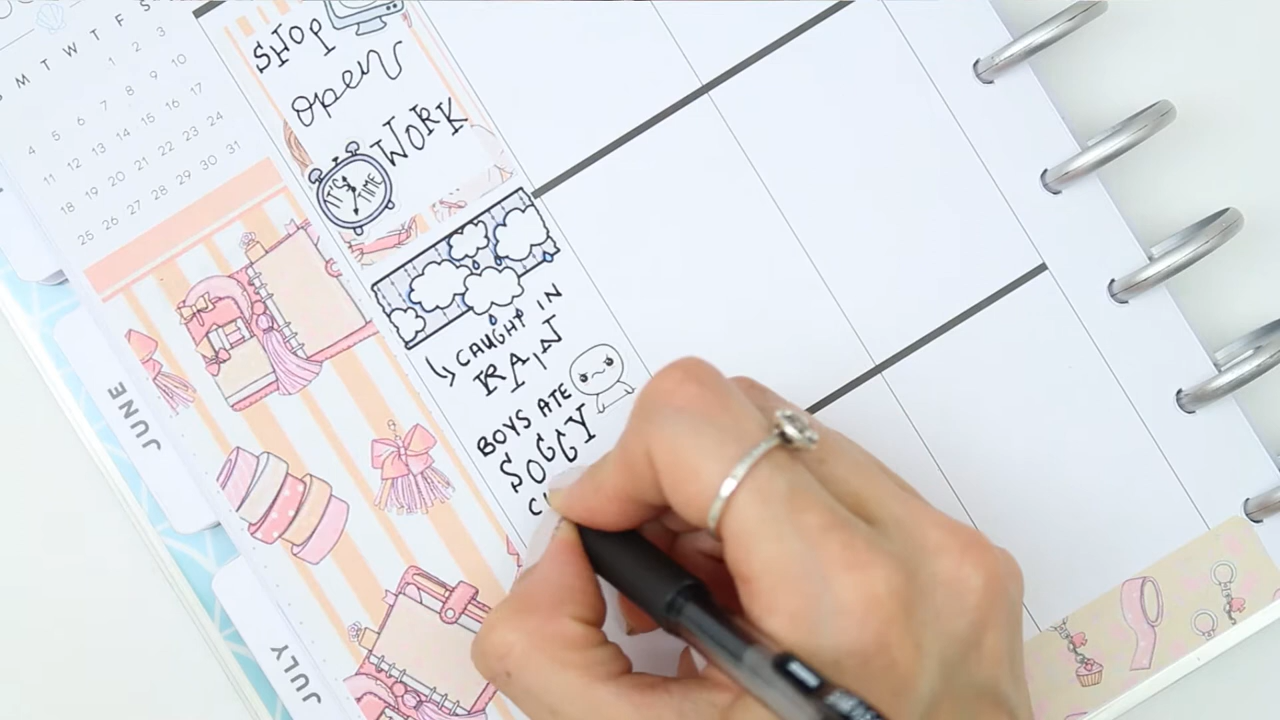 M T W T F S
1 2 3
4 5 6 7 8 9 10
11 12 13 14 15 16 17
18 19 20 21 22 23 24
25 26 27 28 29 30 31
JUNE
JULY
SHOP
open
WORK
IT'S TIME
CAUGHT IN
RAIN
BOYS ATE
SOGGY